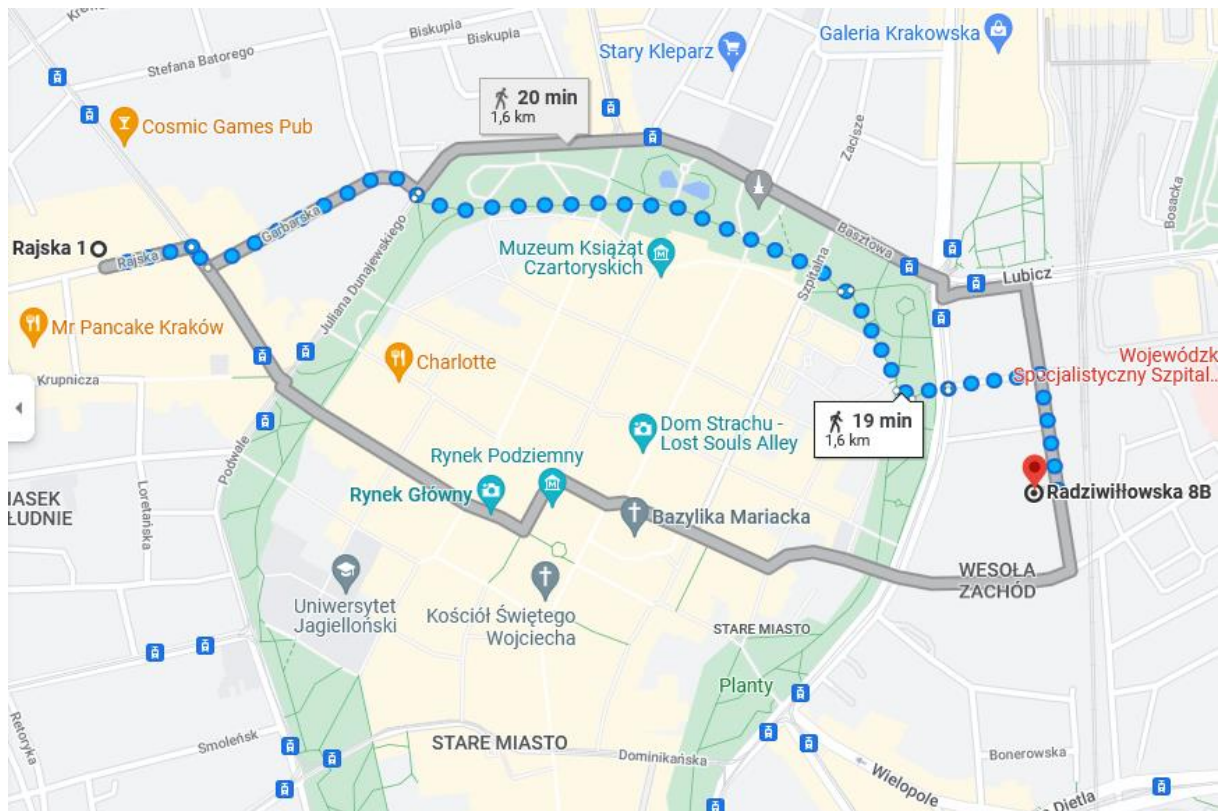 Kremerowska
Biskupia
Biskupia
Stefana Batorego
Stary Kleparz
Galeria Krakowska
20 min
1,6 km
Cosmic Games Pub
Zacisze
Bosacka
Garbarska
Rajska 1
Rajska
Juliana Dunajewskiego
Muzeum Książąt
Czartoryskich
Szpitalna
Basztowa
Lubicz
Mr Pancake Kraków
Charlotte
Krupnicza
Wojewódzk
Specjalistyczny Szpital...
19 min
1,6 km
Dom Strachu -
Lost Souls Alley
Rynek Podziemny
Podwale
Rynek Główny
Radziwiłłowska 8B
IASEK
ŁUDNIE
Loretańska
Bazylika Mariacka
WESOŁA
ZACHÓD
Uniwersytet
Jagielloński
Kościół Świętego
Wojciecha
STARE MIASTO
Planty
Retoryka
Smoleńsk
STARE MIASTO
Dominikańska
Bonerowska
Wielopole
Dietla